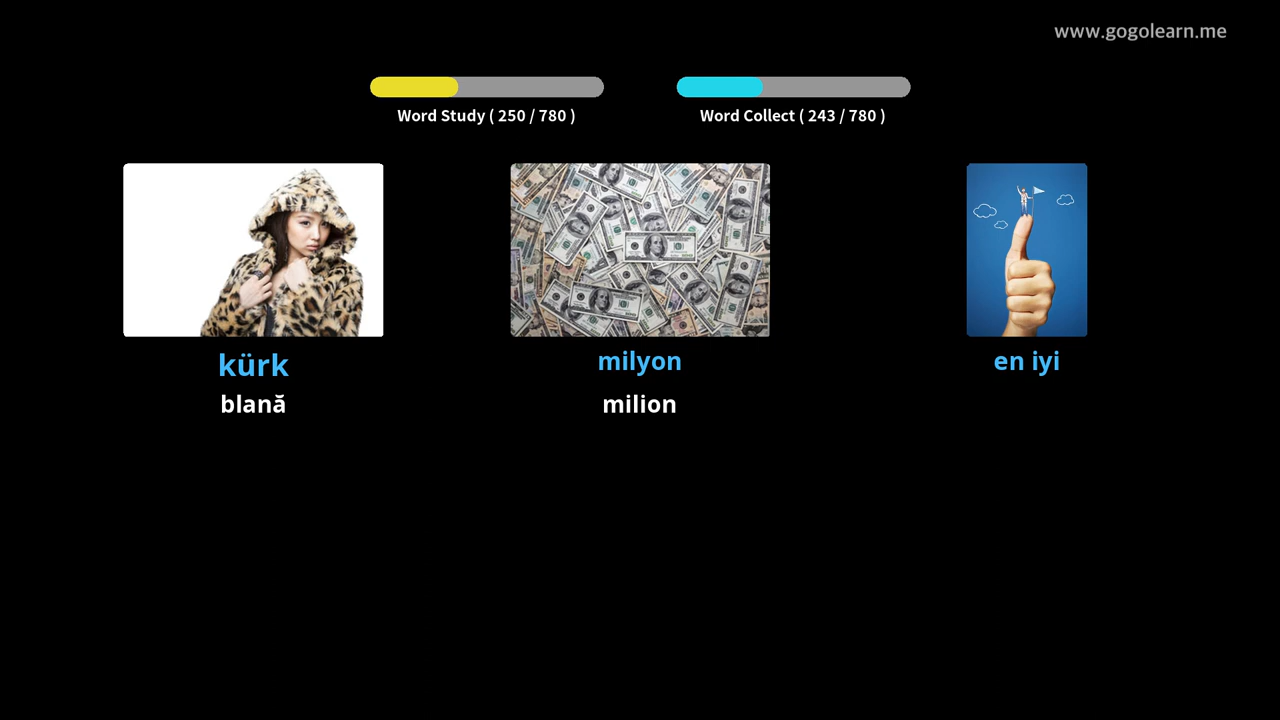 www.gogolearn.me
Word Study ( 250 / 780 )
Word Collect ( 243 / 780 )
kürk
milyon
en iyi
blană
milion